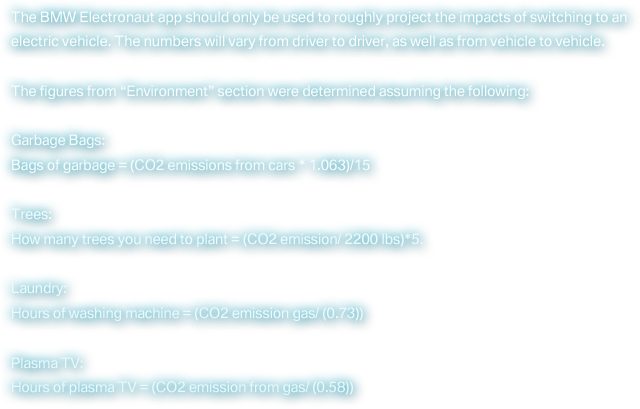 The BMW Electronaut app should only be used to roughly project the impacts of switching to an
electric vehicle. The numbers will vary from driver to driver, as well as from vehicle to vehicle.
The figures from “Environment” section were determined assuming the following:
Garbage Bags:
Bags of garbage = (CO2 emissions from cars * 1.063)/15
Trees:
How many trees you need to plant = (CO2 emission/ 2200 lbs)*5.
Laundry:
Hours of washing machine = (CO2 emission gas/ (0.73))
Plasma TV:
Hours of plasma TV = (CO2 emission from gas/ (0.58))